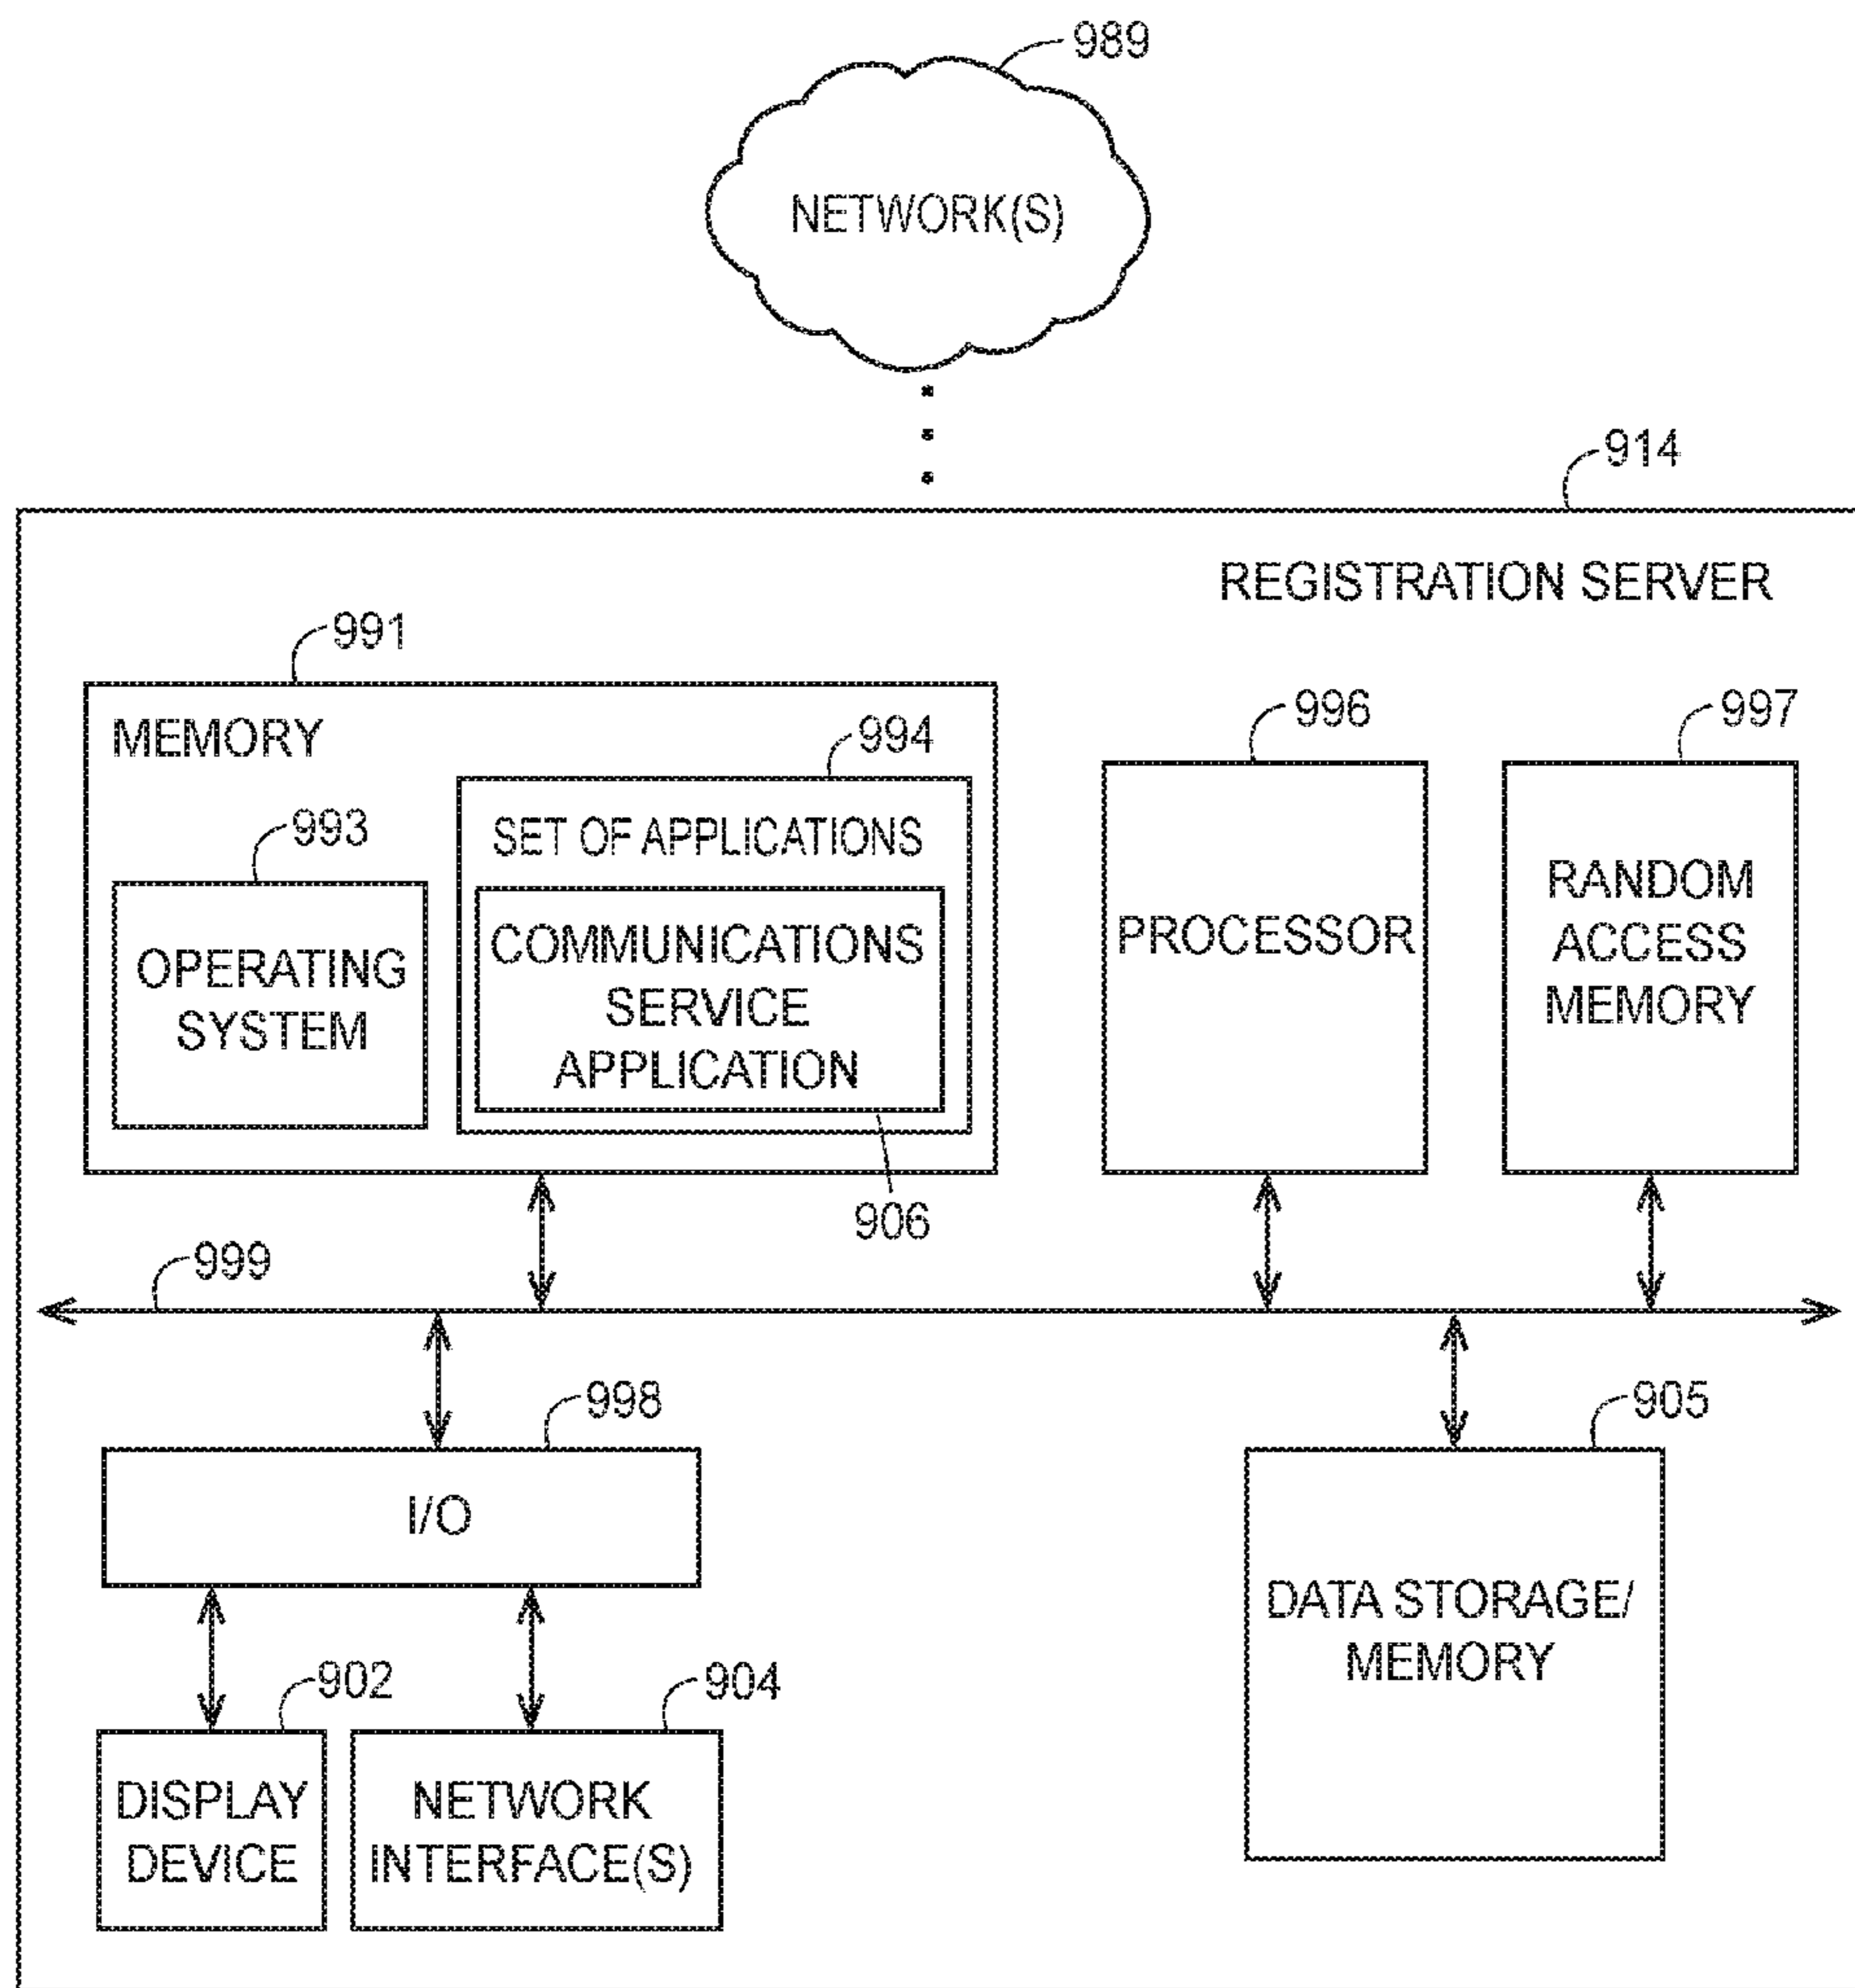 989
NETWORK(S)
914
REGISTRATION SERVER
991
MEMORY
994
996
997
993
SET OF APPLICATIONS
OPERATING
SYSTEM
COMMUNICATIONS
SERVICE
APPLICATION
PROCESSOR
RANDOM
ACCESS
MEMORY
906
999
998
905
I/O
DATA STORAGE/
MEMORY
902
904
DISPLAY
DEVICE
NETWORK
INTERFACE(S)